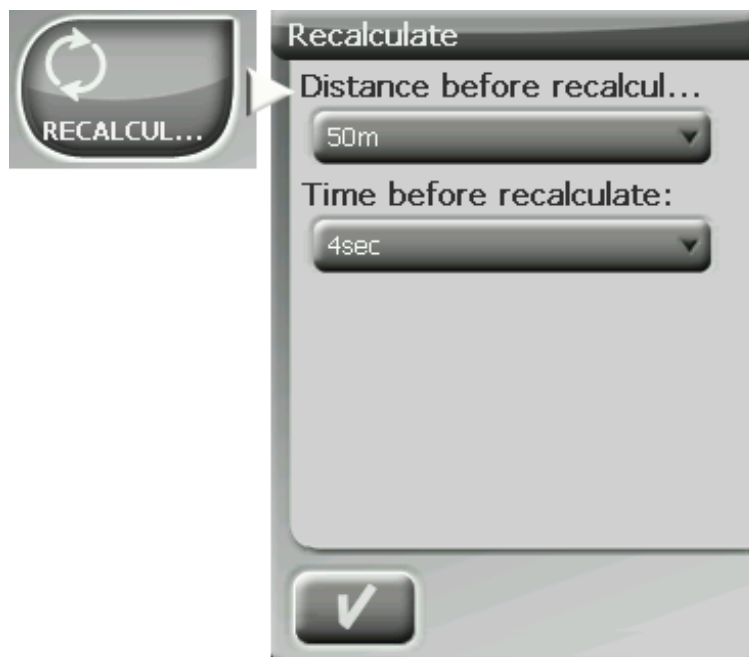 RECALCUL...
Recalculate
Distance before recalcul...
50m
Time before recalculate:
4sec